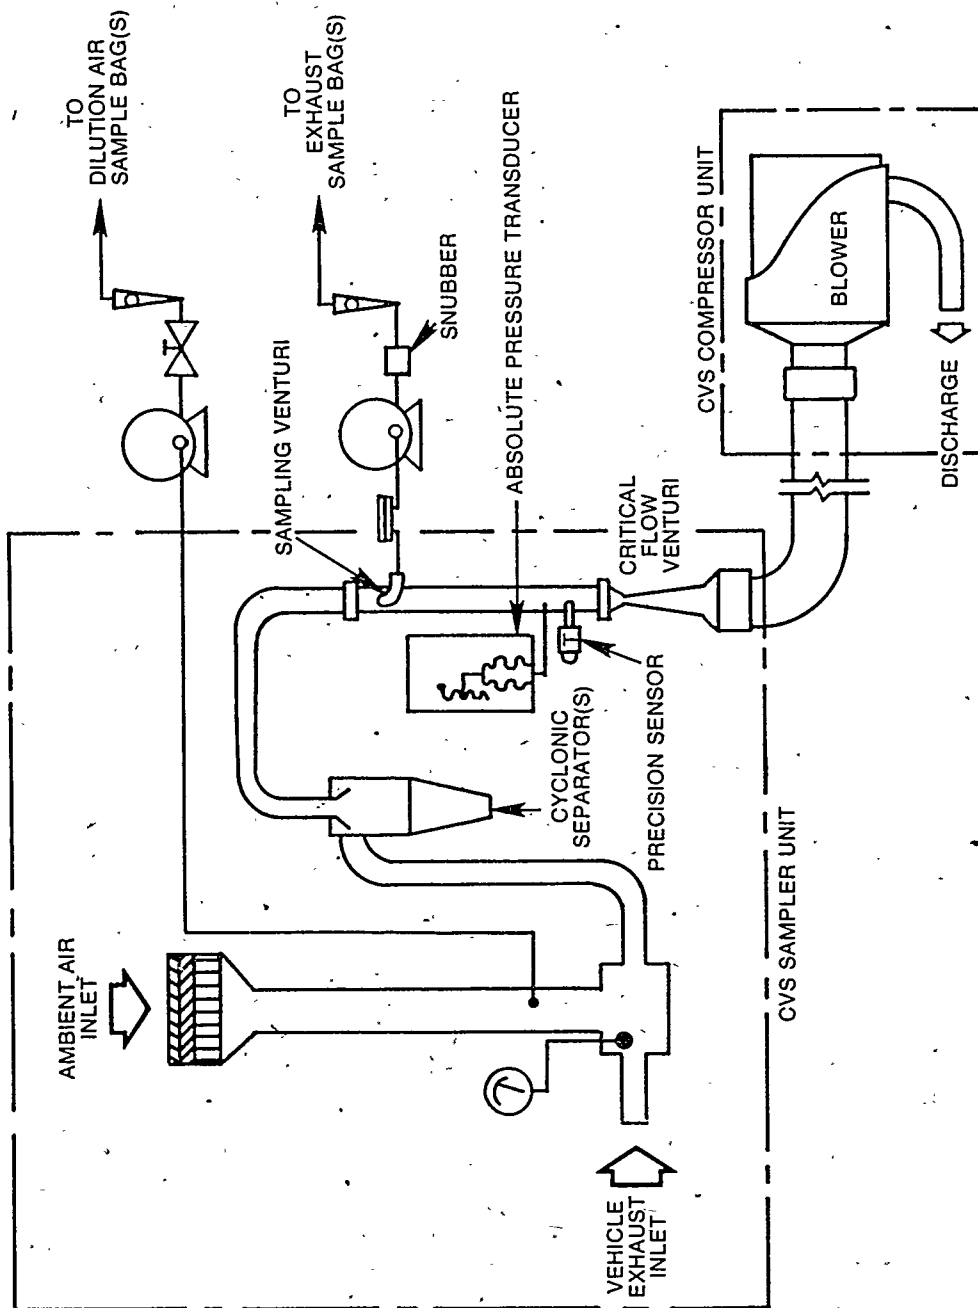 TO
DILUTION AIR
SAMPLE BAG(S)
TO
EXHAUST
SAMPLE BAG(S)
AMBIENT AIR
INLET
SAMPLING VENTURI
SNUBBER
ABSOLUTE PRESSURE TRANSDUCER
CYCLONIC
SEPARATOR(S)
CRITICAL
FLOW
VENTURI
CVS COMPRESSOR UNIT
PRECISION SENSOR
BLOWER
VEHICLE
EXHAUST
INLET
CVS SAMPLER UNIT
DISCHARGE
T
T